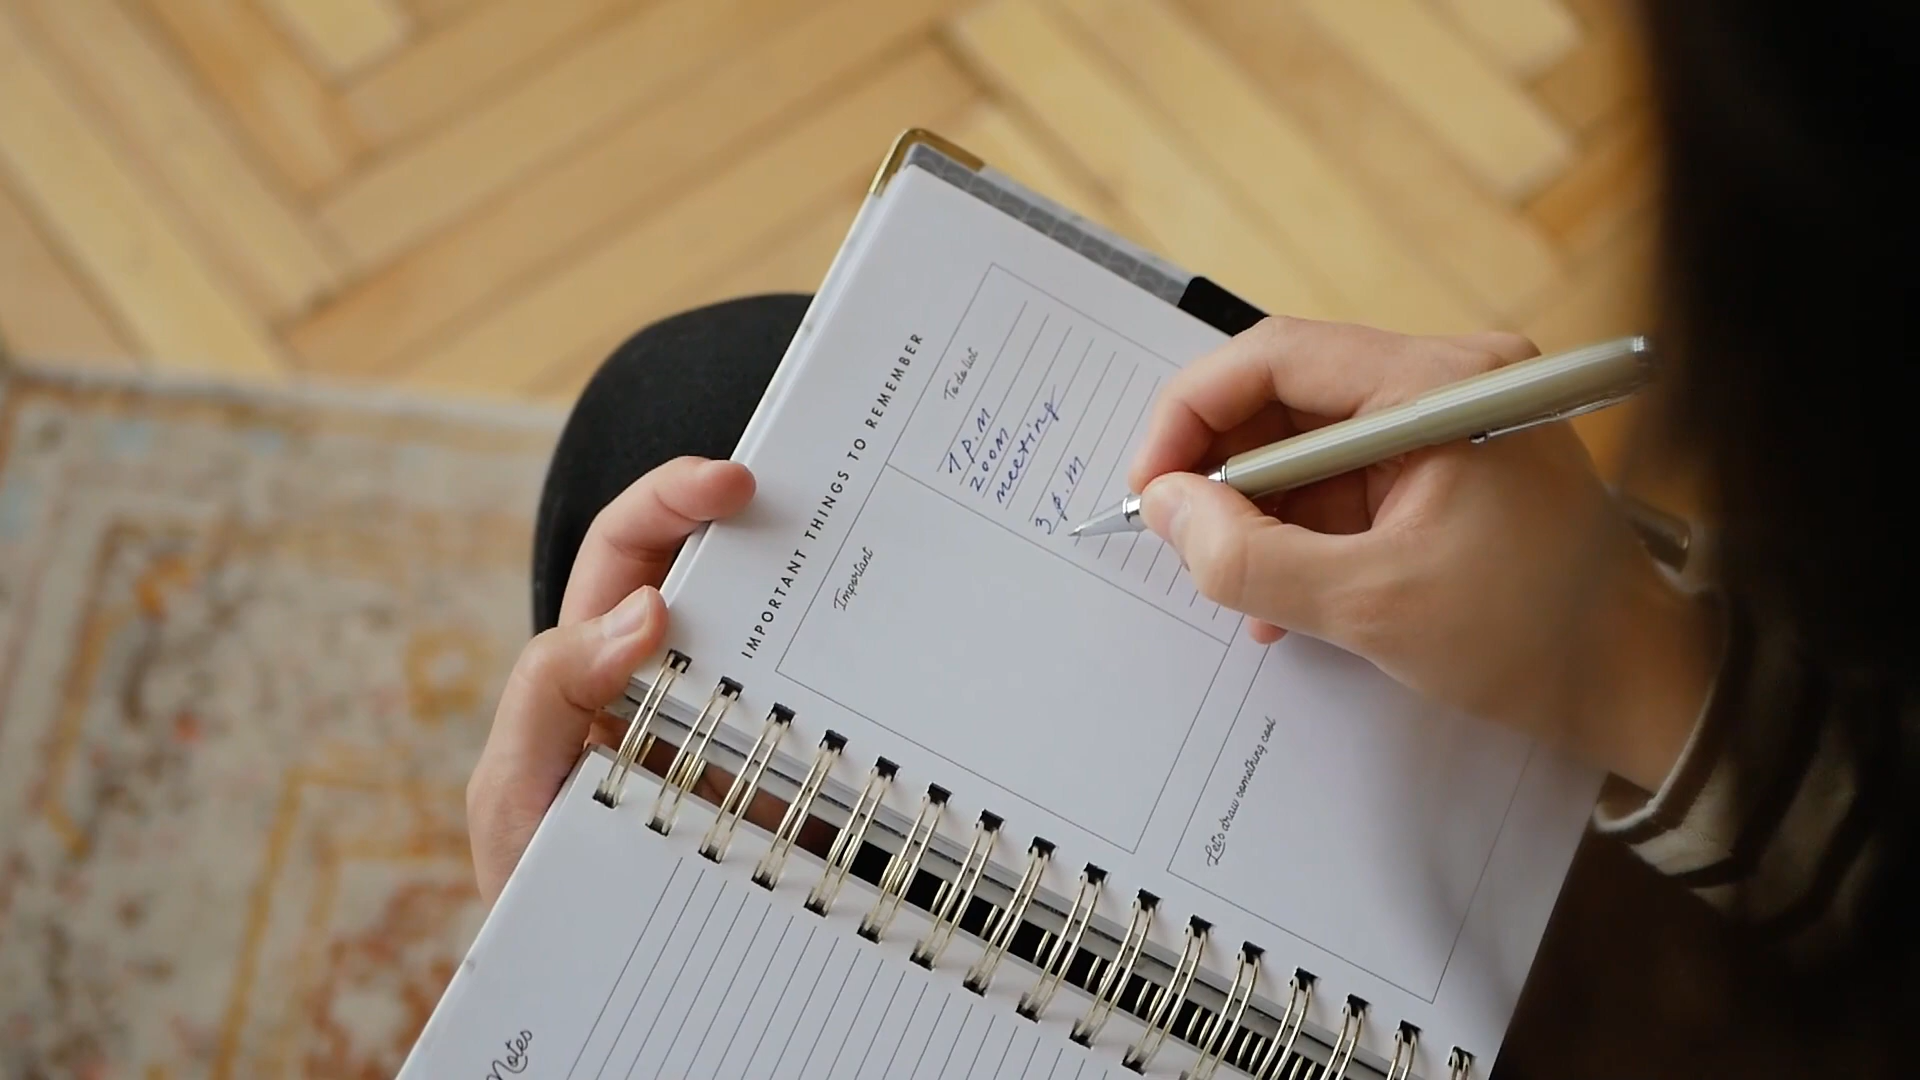 IMPORTANT THINGS TO REMEMBER
To do list
1 p.m
zoom
meeting
3 p.m
Important
Let's draw something cool
Notes